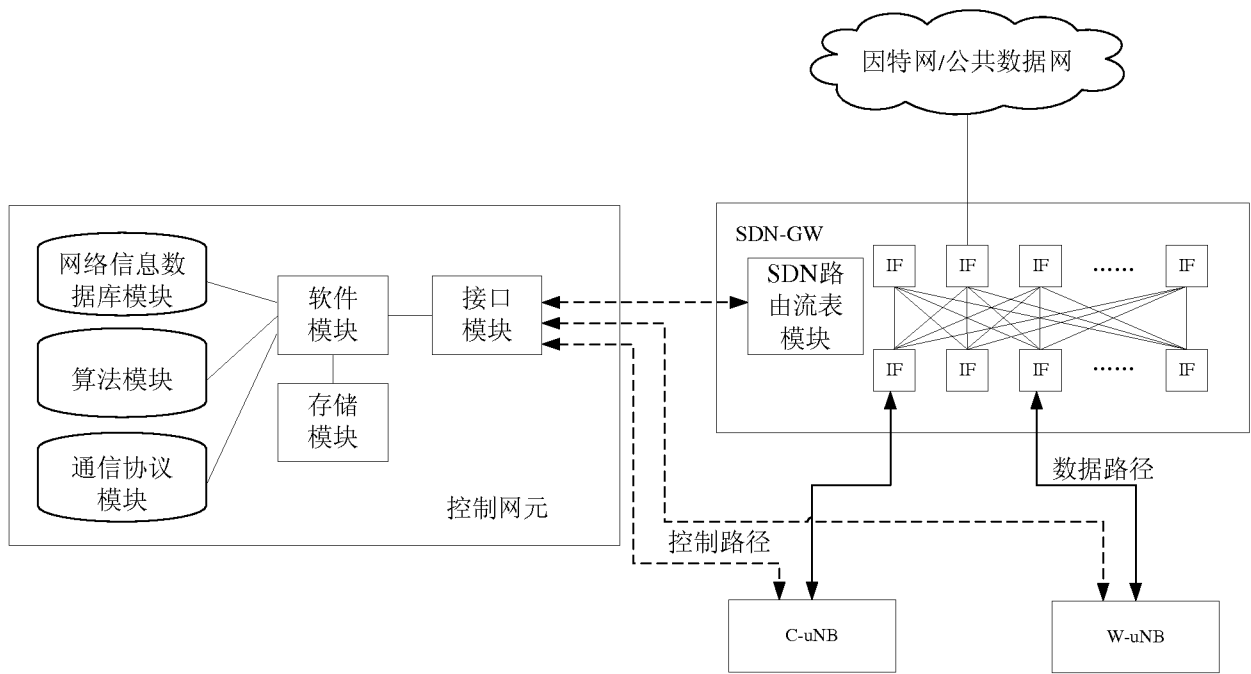 因特网/公共数据网
SDN-GW
网络信息数
据库模块
软件
模块
接口
模块
SDN路
由流表
模块
IF
IF
IF
……
IF
算法模块
存储
模块
IF
IF
IF
……
IF
通信协议
模块
控制网元
数据路径
控制路径
C-uNB
W-uNB